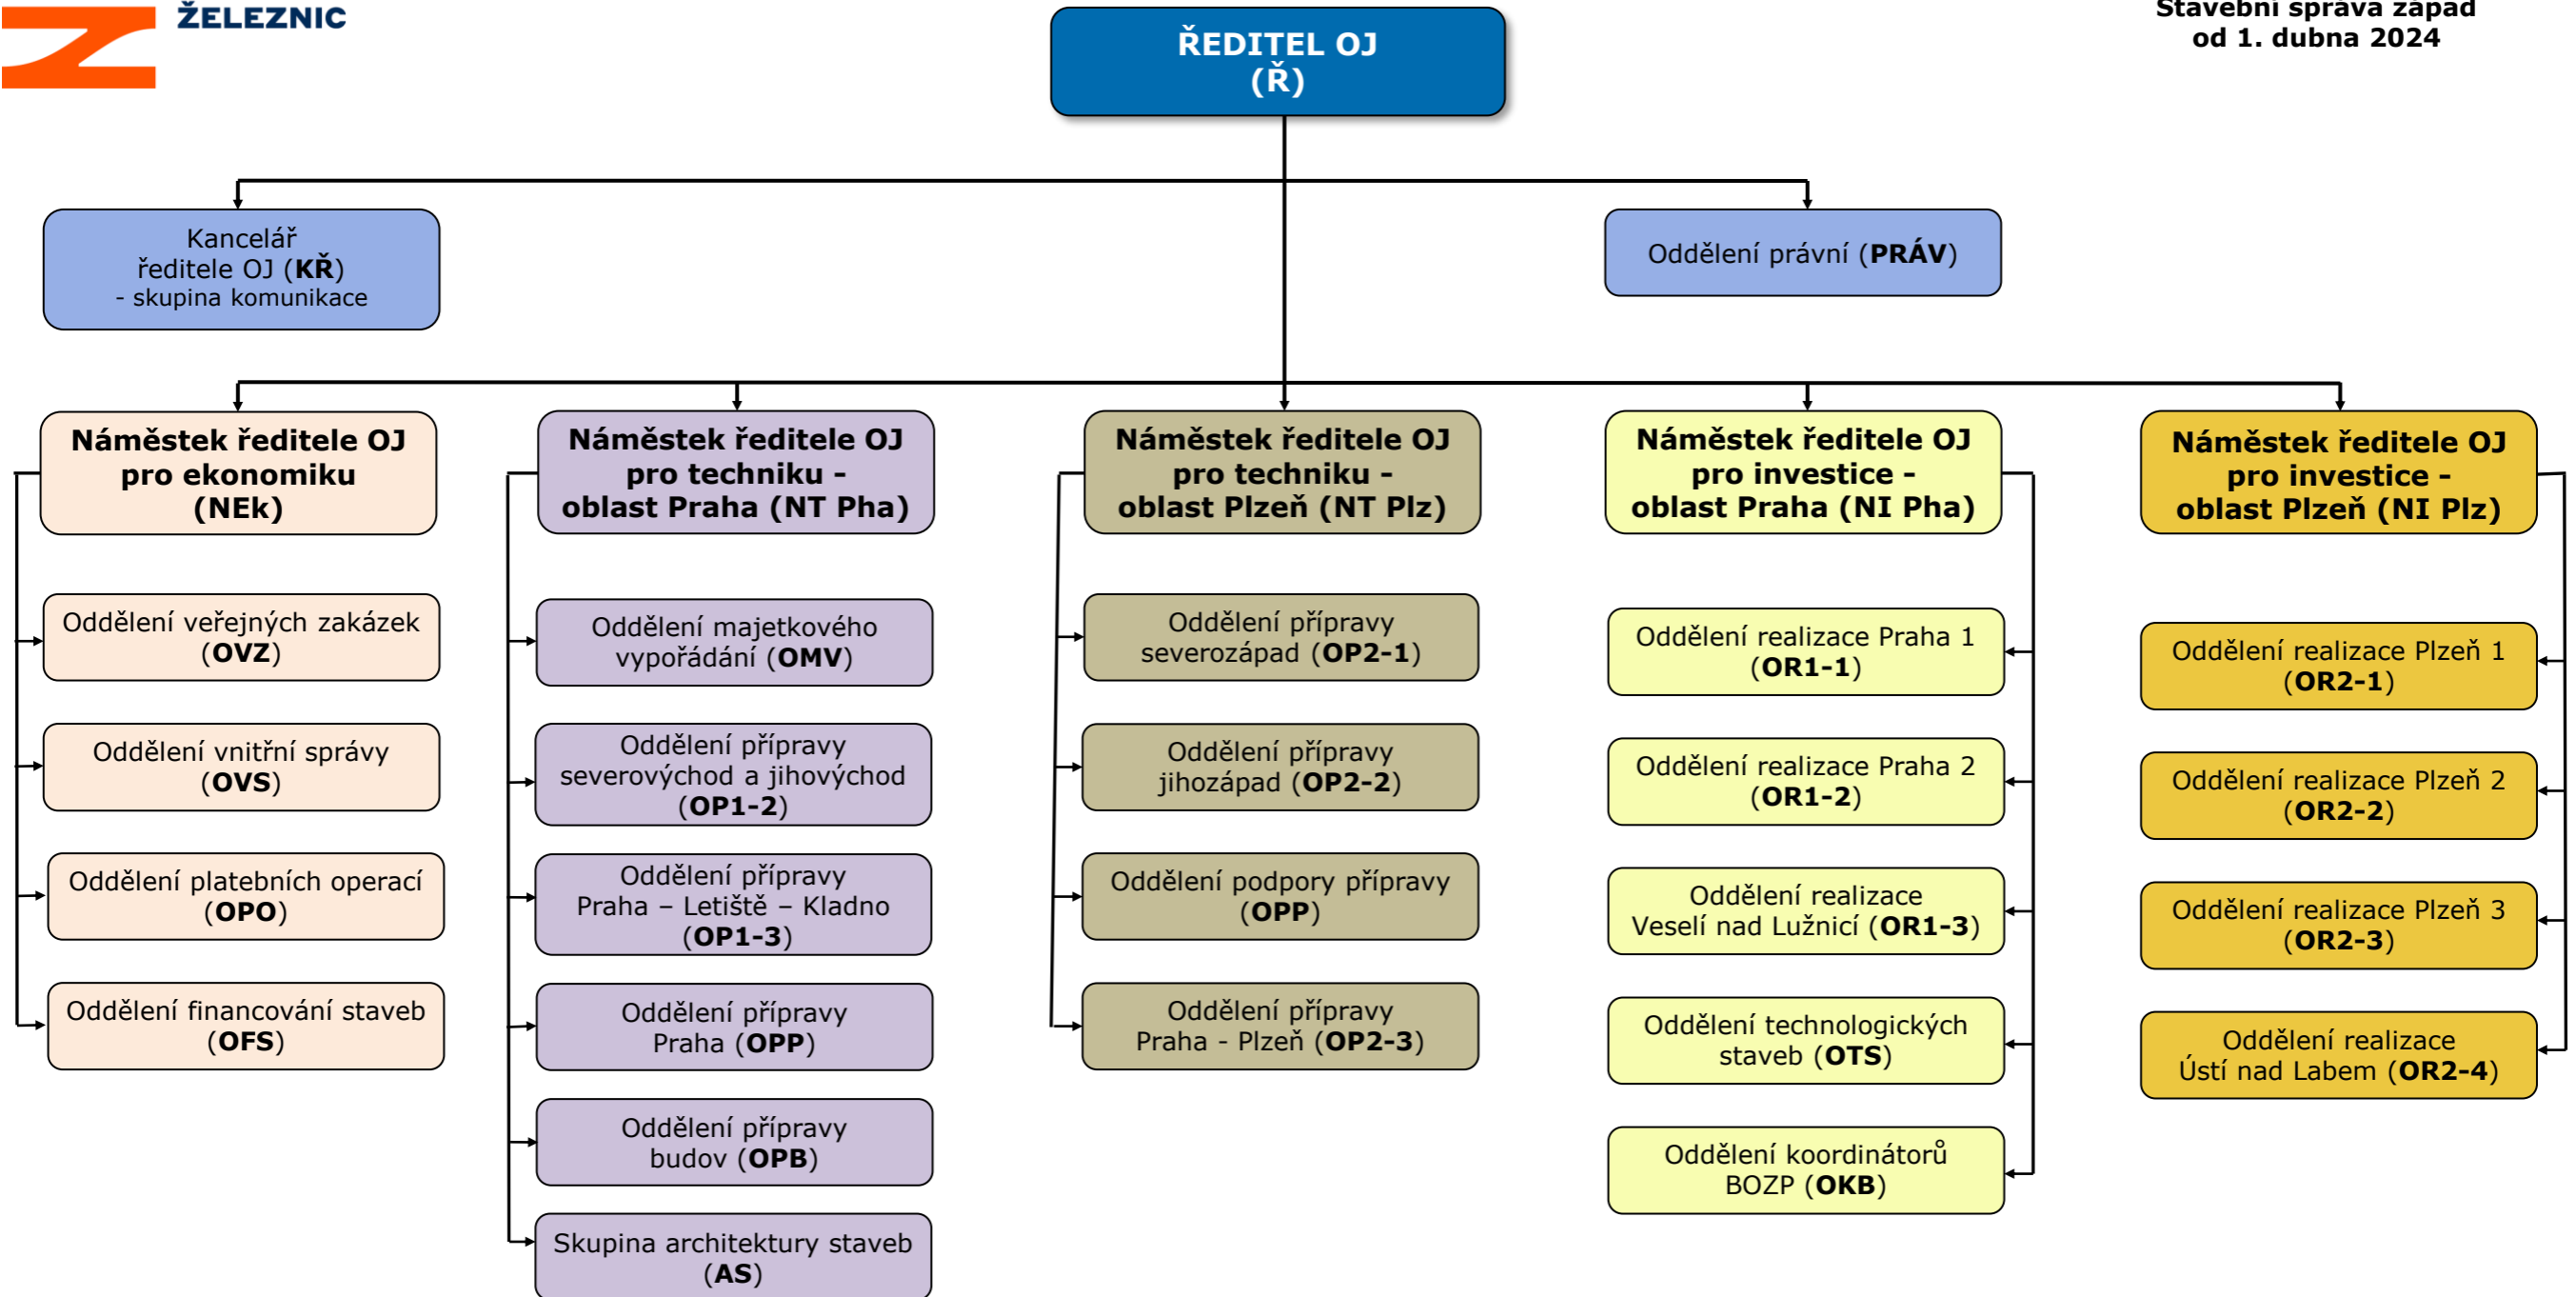 ŽELEZNIC
Stavební správa západ
od 1. dubna 2024
ŘEDITEL OJ
(Ř)
Kancelář
ředitele OJ (KŘ)
- skupina komunikace
Oddělení právní (PRÁV)
Náměstek ředitele OJ
pro ekonomiku
(NEk)
Oddělení veřejných zakázek
(OVZ)
Oddělení vnitřní správy
(OVS)
Oddělení platebních operací
(OPO)
Oddělení financování staveb
(OFS)
Náměstek ředitele OJ
pro techniku -
oblast Praha (NT Pha)
Oddělení majetkového
vypořádání (OMV)
Oddělení přípravy
severovýchod a jihovýchod
(OP1-2)
Oddělení přípravy
Praha – Letiště – Kladno
(OP1-3)
Oddělení přípravy
Praha (OPP)
Oddělení přípravy
budov (OPB)
Skupina architektury staveb
(AS)
Náměstek ředitele OJ
pro techniku -
oblast Plzeň (NT Plz)
Oddělení přípravy
severozápad (OP2-1)
Oddělení přípravy
jihozápad (OP2-2)
Oddělení podpory přípravy
(OPP)
Oddělení přípravy
Praha - Plzeň (OP2-3)
Náměstek ředitele OJ
pro investice -
oblast Praha (NI Pha)
Oddělení realizace Praha 1
(OR1-1)
Oddělení realizace Praha 2
(OR1-2)
Oddělení realizace
Veselí nad Lužnicí (OR1-3)
Oddělení technologických
staveb (OTS)
Oddělení koordinátorů
BOZP (OKB)
Náměstek ředitele OJ
pro investice -
oblast Plzeň (NI Plz)
Oddělení realizace Plzeň 1
(OR2-1)
Oddělení realizace Plzeň 2
(OR2-2)
Oddělení realizace Plzeň 3
(OR2-3)
Oddělení realizace
Ústí nad Labem (OR2-4)